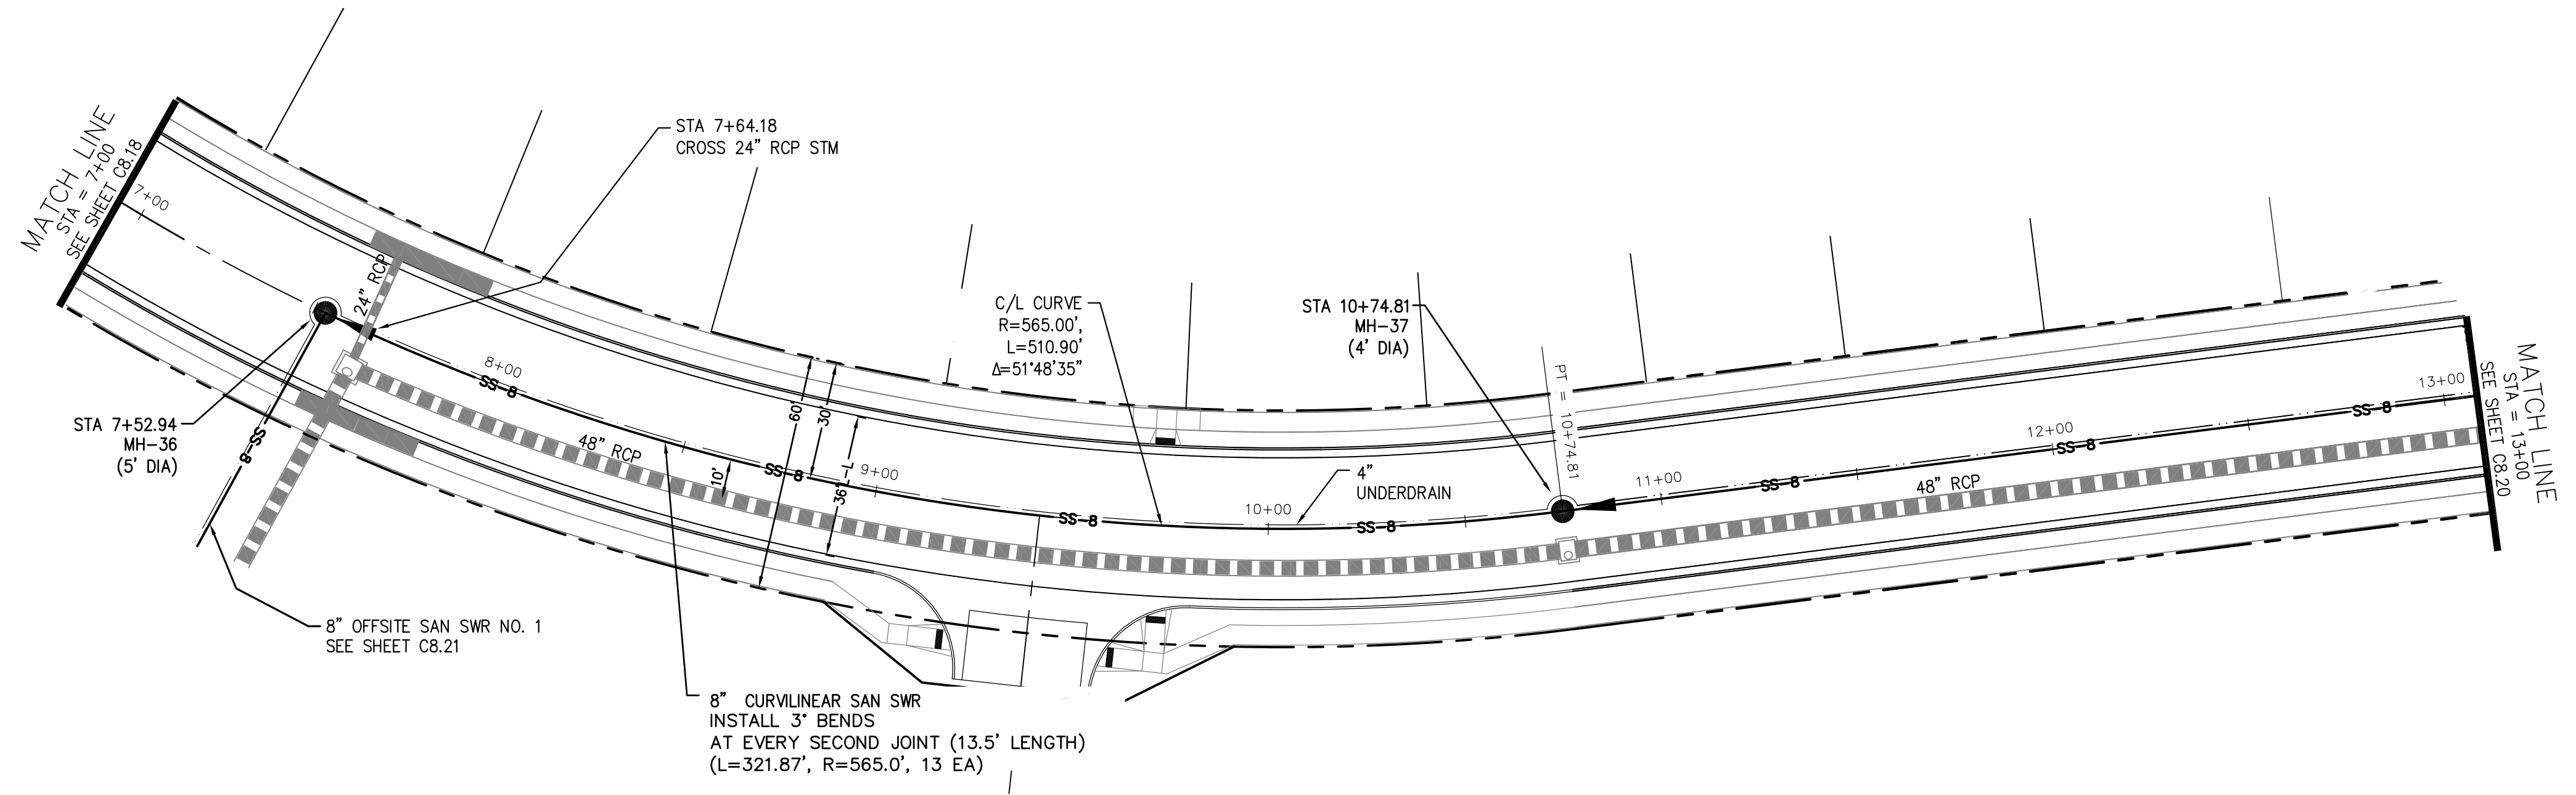 MATCH LINE
STA = 7+00
SEE SHEET C8.18
7+00
STA 7+64.18
CROSS 24" RCP STM
24" RCP
STA 7+52.94
MH-36
(5' DIA)
SS-8
8" OFFSITE SAN SWR NO. 1
SEE SHEET C8.21
8+00
SS-8
48" RCP
10'
SS-8
60'
30'
36' L-L
9+00
8"  CURVILINEAR SAN SWR
INSTALL 3° BENDS
AT EVERY SECOND JOINT (13.5' LENGTH)
(L=321.87', R=565.0', 13 EA)
C/L CURVE
R=565.00',
L=510.90'
Δ=51°48'35"
SS-8
10+00
4"
UNDERDRAIN
SS-8
STA 10+74.81
MH-37
(4' DIA)
PT = 10+74.81
11+00
SS-8
48" RCP
12+00
SS-8
13+00
SS-8
MATCH LINE
STA = 13+00
SEE SHEET C8.20